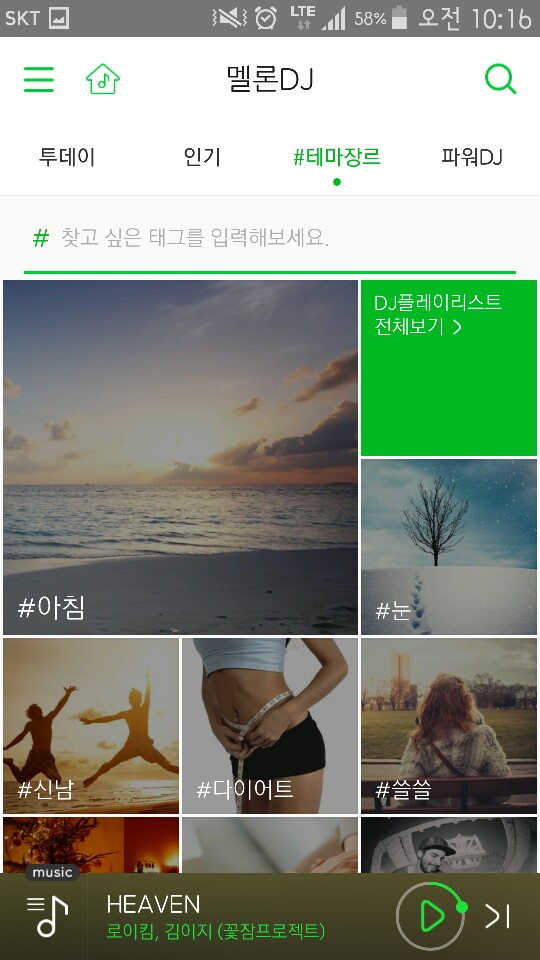 SKT LTE 58% 오전 10:16
멜론DJ
투데이 인기 #테마장르 파워DJ
# 찾고 싶은 태그를 입력해보세요.
DJ플레이리스트
전체보기
#아침
#눈
#신남 #다이어트 #쓸쓸
music
HEAVEN
로이킴, 김이지 (꽃잠프로젝트)